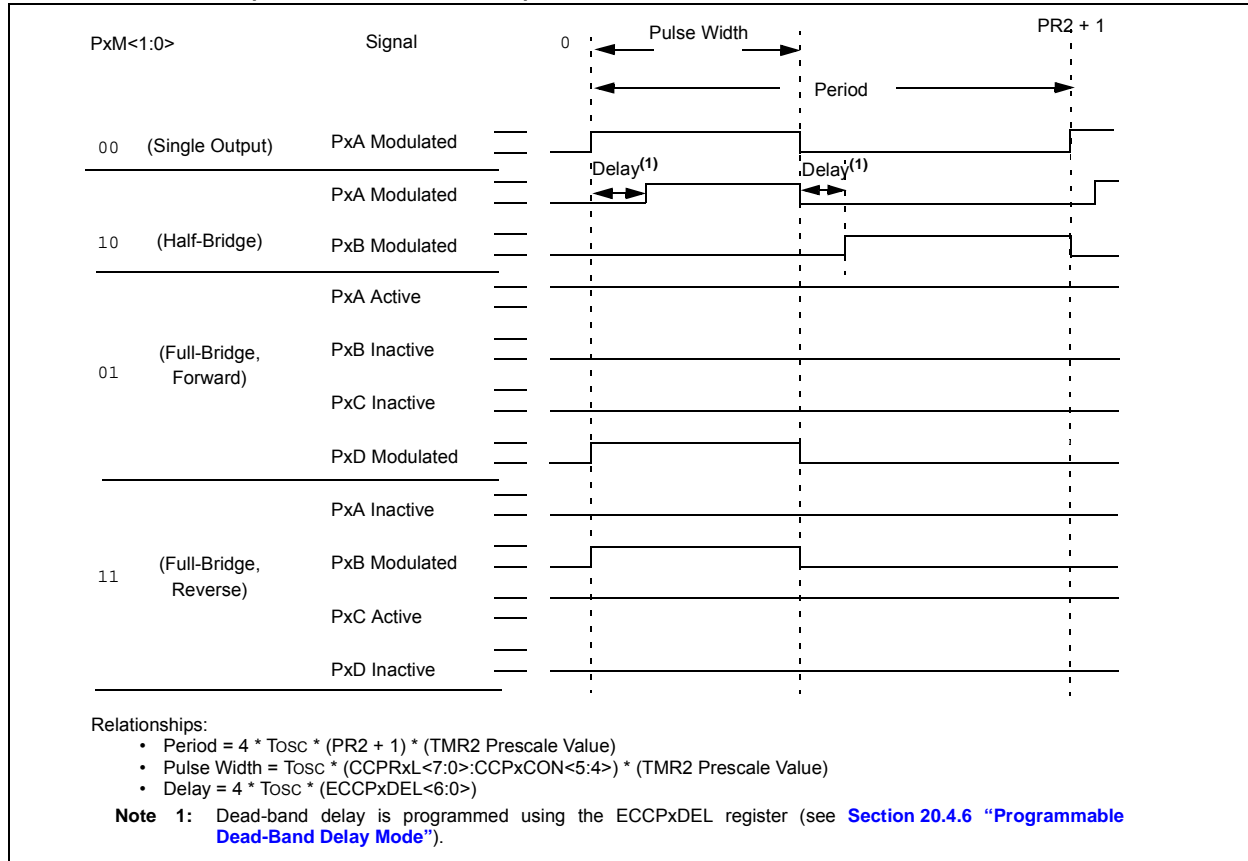 PxM<1:0> Signal 0 Pulse Width PR2 + 1
Period
00 (Single Output) PxA Modulated
Delay(1) Delay(1)
PxA Modulated
10 (Half-Bridge) PxB Modulated
PxA Active
01 (Full-Bridge, Forward) PxB Inactive
PxC Inactive
PxD Modulated
PxA Inactive
11 (Full-Bridge, Reverse) PxB Modulated
PxC Active
PxD Inactive
Relationships:
• Period = 4 * TOSC * (PR2 + 1) * (TMR2 Prescale Value)
• Pulse Width = TOSC * (CCPRxL<7:0>:CCPxCON<5:4>) * (TMR2 Prescale Value)
• Delay = 4 * TOSC * (ECCPxDEL<6:0>)
Note 1: Dead-band delay is programmed using the ECCPxDEL register (see Section 20.4.6 “Programmable
Dead-Band Delay Mode”).